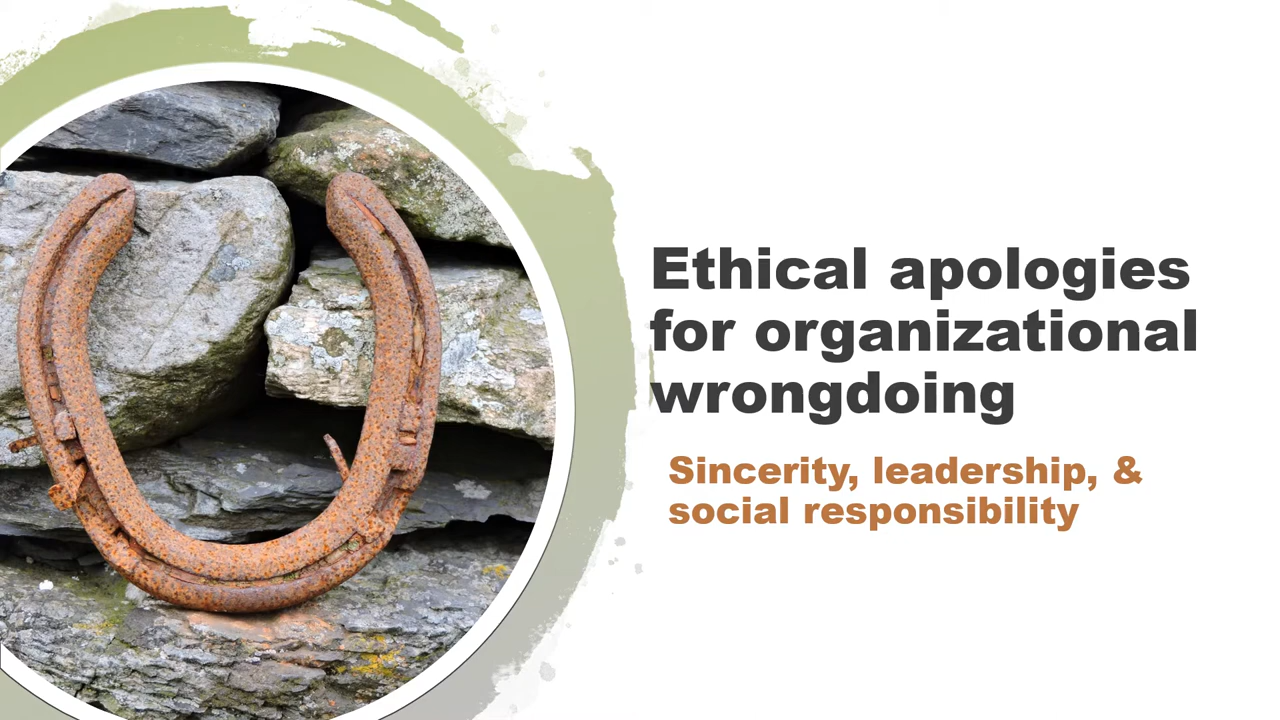 Ethical apologies
for organizational
wrongdoing
Sincerity, leadership, &
social responsibility